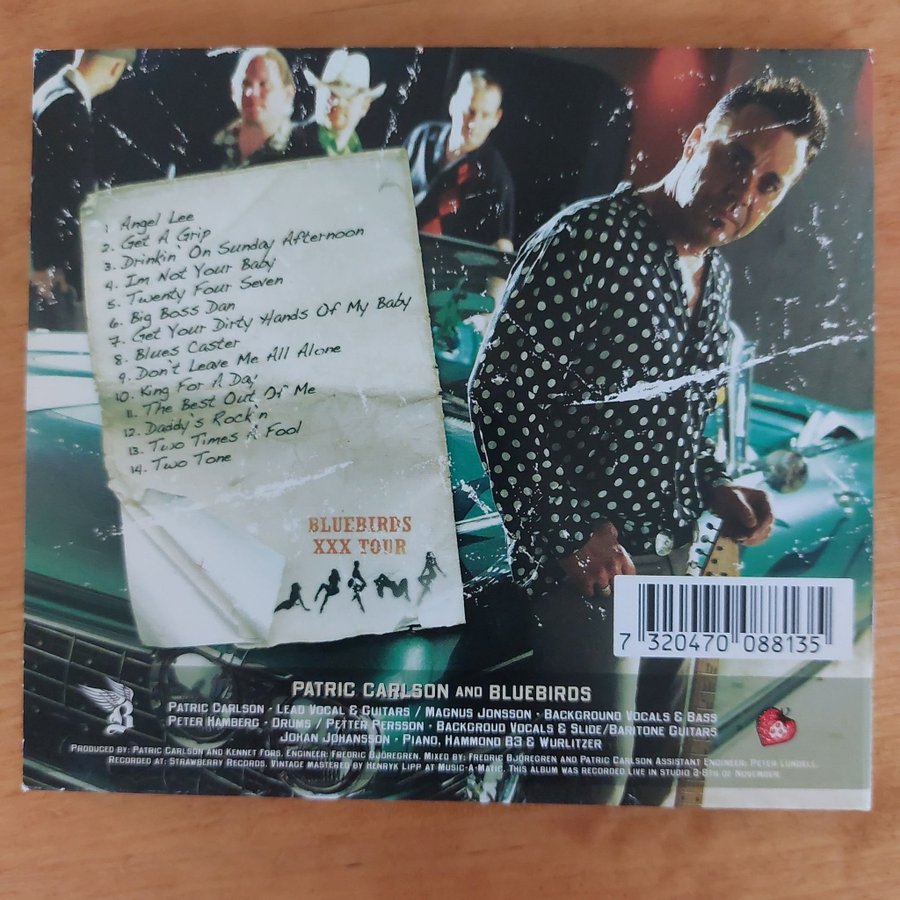 1 Angel Lee
2. Get A Grip
3. Drinkin' On Sunday Afternoon
4. Im Not Your Baby
5. Twenty Four Seven
6. Big Boss Dan
7. Get Your Dirty Hands Of My Baby
8. Blues Caster
9. Don't Leave Me All Alone
10. King For A Day
11. The Best Out Of Me
12. Daddy's Rock'n
13. Two Times A Fool
14. Two Tone
BLUEBIRDS
XXX TOUR
7 320470 088135
B
PATRIC CARLSON AND BLUEBIRDS
PATRIC CARLSON · LEAD VOCAL & GUITARS / MAGNUS JONSSON · BACKGROUND VOCALS & BASS
PETER HAMBERG · DRUMS / PETTER PERSSON · BACKGROUD VOCALS & SLIDE/BARITONE GUITARS
JOHAN JOHANSSON · PIANO, HAMMOND B3 & WURLITZER
PRODUCED BY: PATRIC CARLSON AND KENNET FORS. ENGINEER: FREDRIC BJÖREGREN. MIXED BY: FREDRIC BJÖREGREN AND PATRIC CARLSON ASSISTANT ENGINEER: PETER LUNDELL.
RECORDED AT: STRAWBERRY RECORDS. VINTAGE MASTERED BY HENRYK LIPP AT MUSIC-A-MATIC. THIS ALBUM WAS RECORDED LIVE IN STUDIO 2-8TH OF NOVEMBER